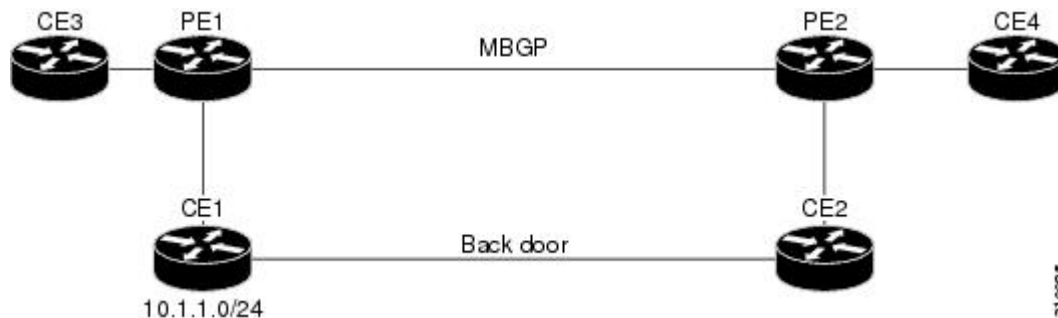 CE3 PE1 PE2 CE4
MBGP
CE1 CE2
Back door
10.1.1.0/24